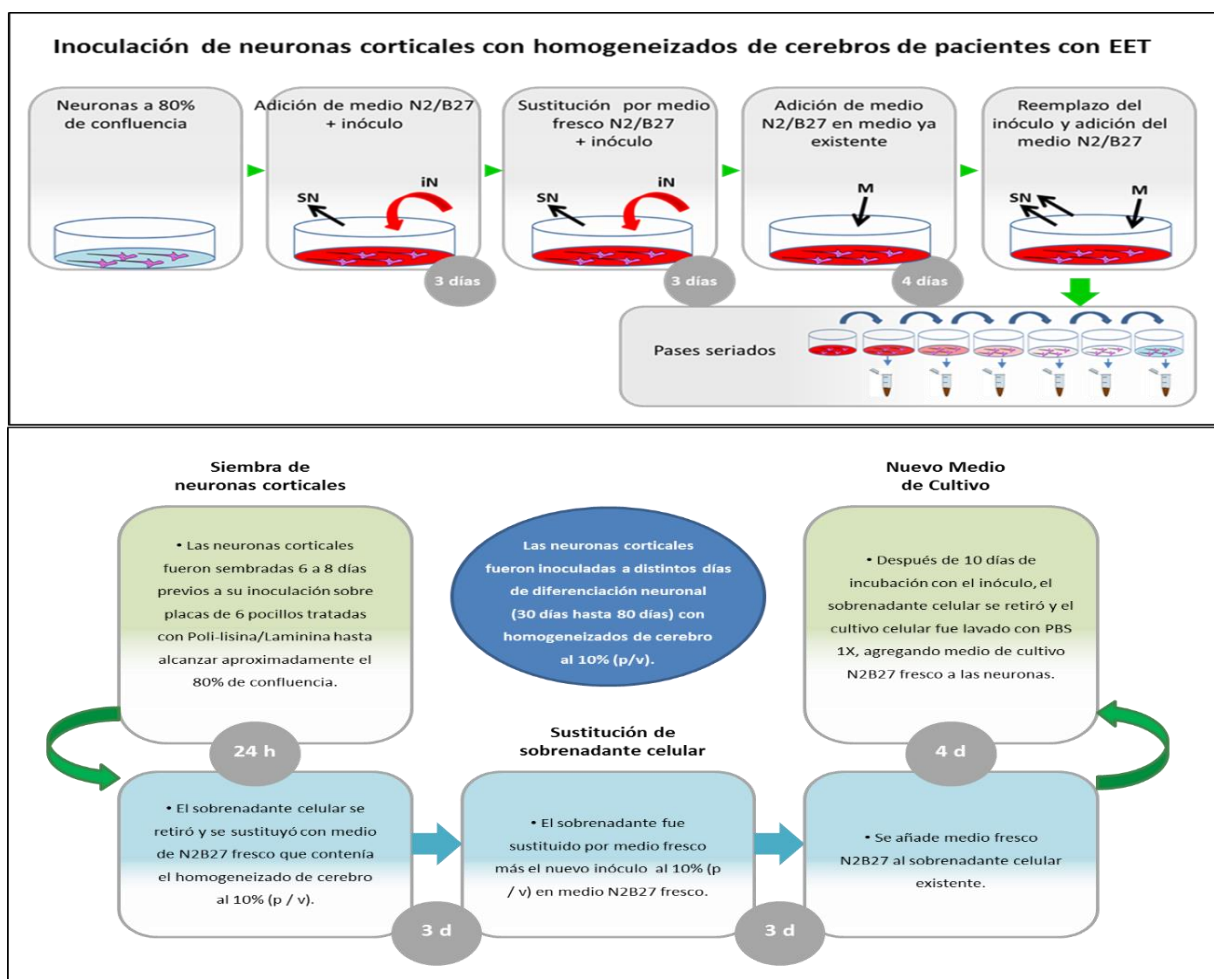 Inoculación de neuronas corticales con homogeneizados de cerebros de pacientes con EET
Neuronas a 80%
de confluencia
Adición de medio N2/B27
+ inóculo
Sustitución por medio
fresco N2/B27
+ inóculo
Adición de medio
N2/B27 en medio ya
existente
Reemplazo del
inóculo y adición del
medio N2/B27
SN
iN
SN
iN
M
SN
M
3 días
3 días
4 días
Pases seriados
Siembra de
neuronas corticales
• Las neuronas corticales
fueron sembradas 6 a 8 días
previos a su inoculación sobre
placas de 6 pocillos tratadas
con Poli-lisina/Laminina hasta
alcanzar aproximadamente el
80% de confluencia.
24 h
• El sobrenadante celular se
retiró y se sustituyó con medio
de N2B27 fresco que contenía
el homogeneizado de cerebro
al 10% (p / v).
3 d
Las neuronas corticales
fueron inoculadas a distintos días
de diferenciación neuronal
(30 días hasta 80 días) con
homogeneizados de cerebro
al 10% (p/v).
Sustitución de
sobrenadante celular
• El sobrenadante fue
sustituido por medio fresco
más el nuevo inóculo al 10% (p
/ v) en medio N2B27 fresco.
3 d
• Se añade medio fresco
N2B27 al sobrenadante celular
existente.
4 d
Nuevo Medio
de Cultivo
• Después de 10 días de
incubación con el inóculo, el
sobrenadante celular se retiró y el
cultivo celular fue lavado con PBS
1X, agregando medio de cultivo
N2B27 fresco a las neuronas.